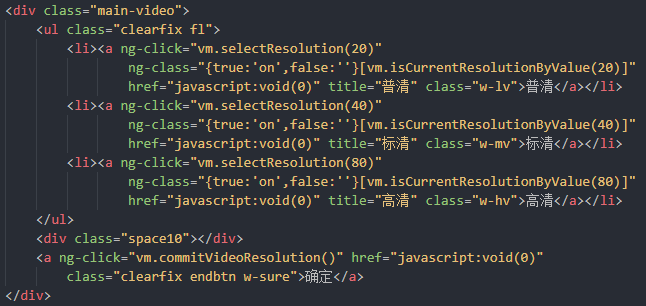 <div class="main-video">
<ul class="clearfix fl">
<li><a ng-click="vm.selectResolution(20)"
ng-class="{true:'on',false:''}[vm.isCurrentResolutionByValue(20)]"
href="javascript:void(0)" title="普清" class="w-lv">普清</a></li>
<li><a ng-click="vm.selectResolution(40)"
ng-class="{true:'on',false:''}[vm.isCurrentResolutionByValue(40)]"
href="javascript:void(0)" title="标清" class="w-mv">标清</a></li>
<li><a ng-click="vm.selectResolution(80)"
ng-class="{true:'on',false:''}[vm.isCurrentResolutionByValue(80)]"
href="javascript:void(0)" title="高清" class="w-hv">高清</a></li>
</ul>
<div class="space10"></div>
<a ng-click="vm.commitVideoResolution()" href="javascript:void(0)"
class="clearfix endbtn w-sure">确定</a>
</div>